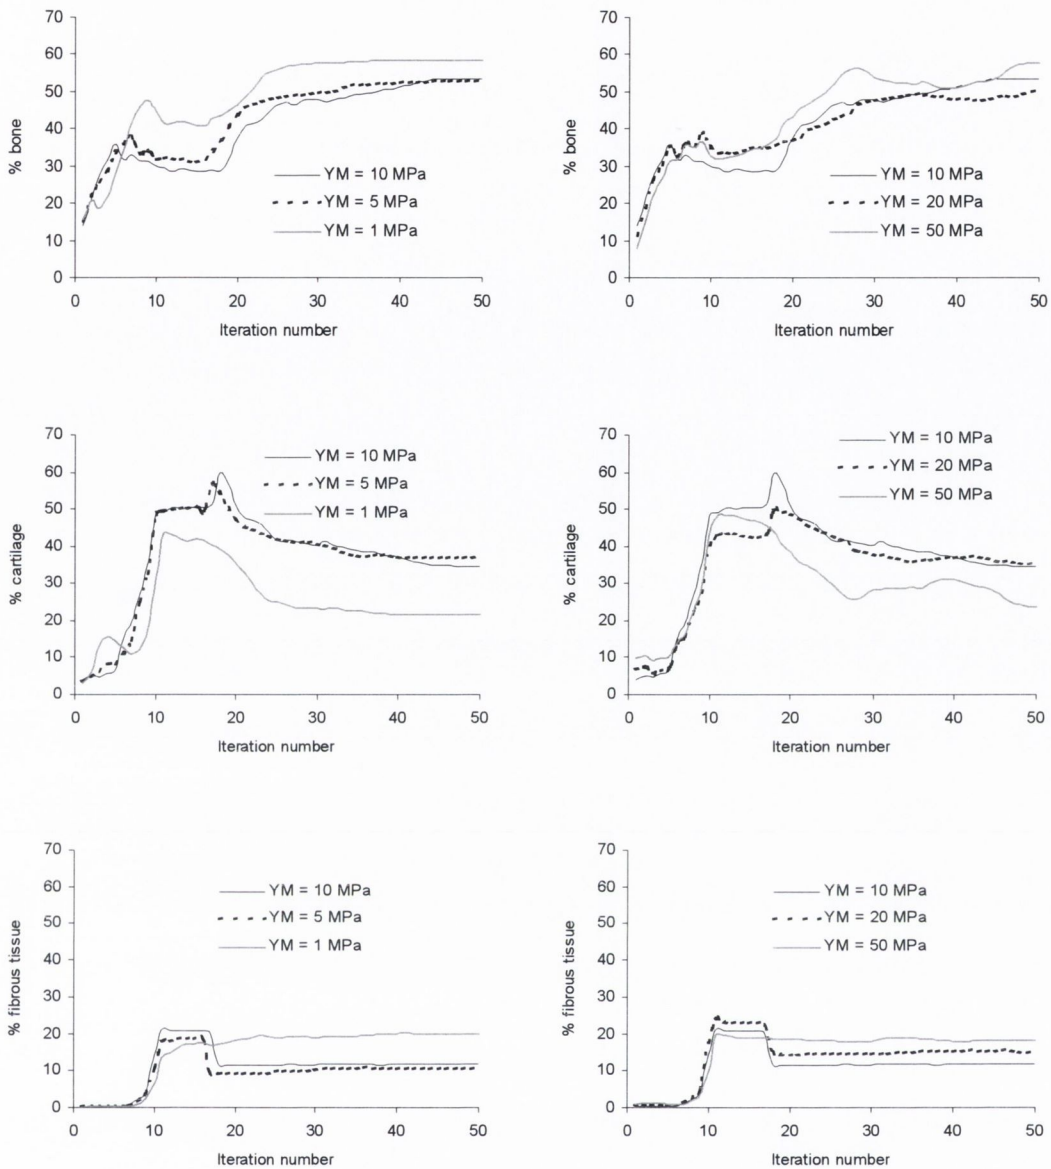 70
60
50
40
30
20
10
0
% bone
YM = 10 MPa
YM = 5 MPa
YM = 1 MPa
0 10 20 30 40 50
Iteration number
70
60
50
40
30
20
10
0
% bone
YM = 10 MPa
YM = 20 MPa
YM = 50 MPa
0 10 20 30 40 50
Iteration number
70
60
50
40
30
20
10
0
% cartilage
YM = 10 MPa
YM = 5 MPa
YM = 1 MPa
0 10 20 30 40 50
Iteration number
70
60
50
40
30
20
10
0
% cartilage
YM = 10 MPa
YM = 20 MPa
YM = 50 MPa
0 10 20 30 40 50
Iteration number
70
60
50
40
30
20
10
0
% fibrous tissue
YM = 10 MPa
YM = 5 MPa
YM = 1 MPa
0 10 20 30 40 50
Iteration number
70
60
50
40
30
20
10
0
% fibrous tissue
YM = 10 MPa
YM = 20 MPa
YM = 50 MPa
0 10 20 30 40 50
Iteration number